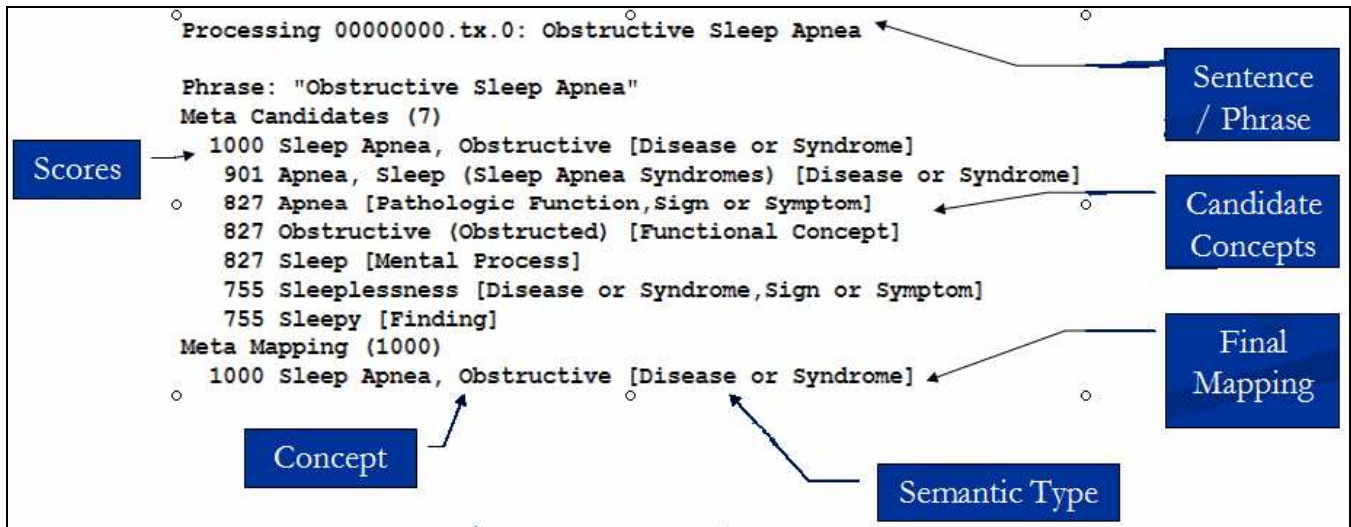 Processing 00000000.tx.0: Obstructive Sleep Apnea
Sentence
/ Phrase
Phrase: "Obstructive Sleep Apnea"
Meta Candidates (7)
Scores
1000 Sleep Apnea, Obstructive [Disease or Syndrome]
901 Apnea, Sleep (Sleep Apnea Syndromes) [Disease or Syndrome]
827 Apnea [Pathologic Function,Sign or Symptom]
827 Obstructive (Obstructed) [Functional Concept]
827 Sleep [Mental Process]
755 Sleeplessness [Disease or Syndrome,Sign or Symptom]
755 Sleepy [Finding]
Candidate
Concepts
Meta Mapping (1000)
1000 Sleep Apnea, Obstructive [Disease or Syndrome]
Final
Mapping
Concept
Semantic Type